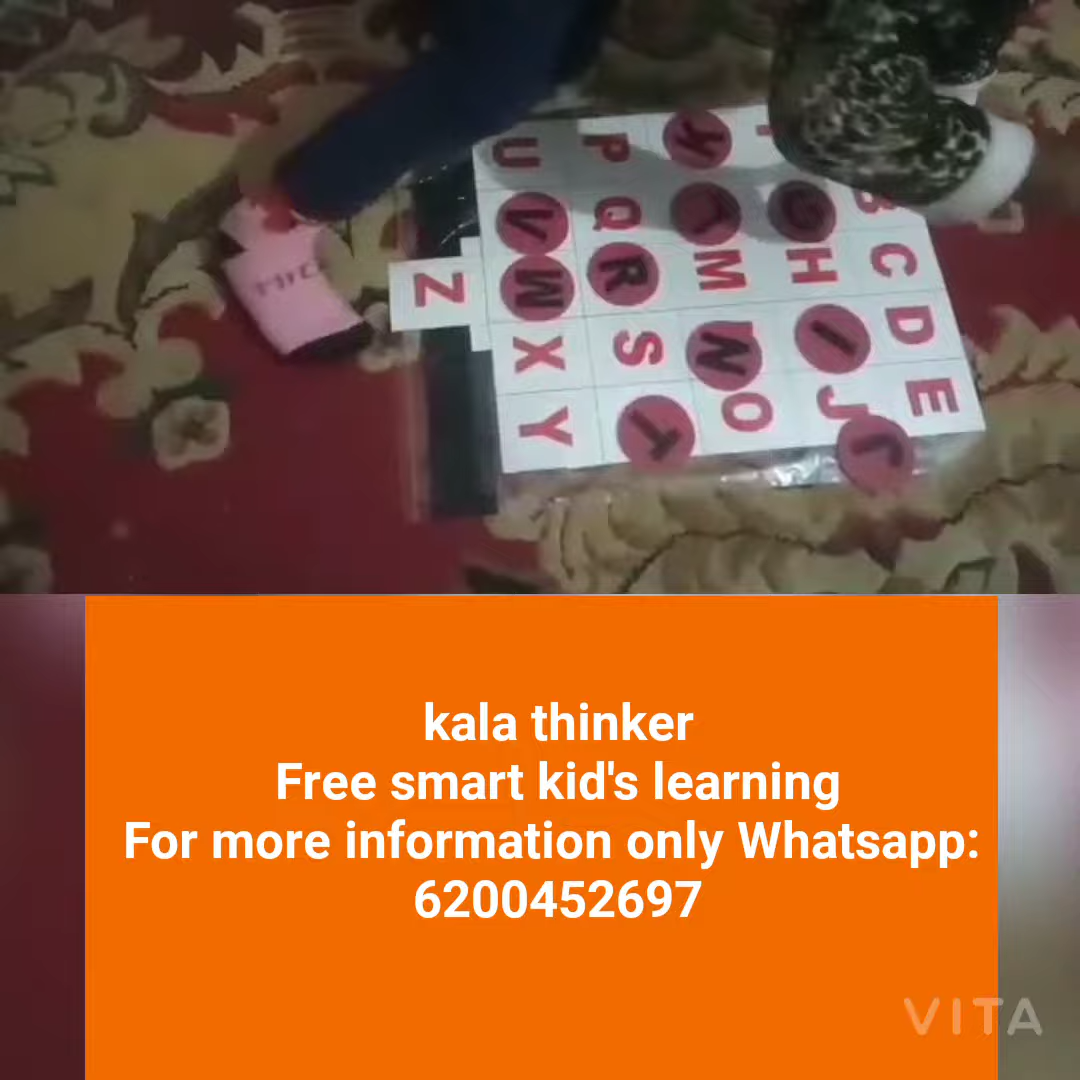 U P K
V Q L G B
W R M H C
Z
X S N I D
Y T O J E
kala thinker
Free smart kid's learning
For more information only Whatsapp:
6200452697
VITA